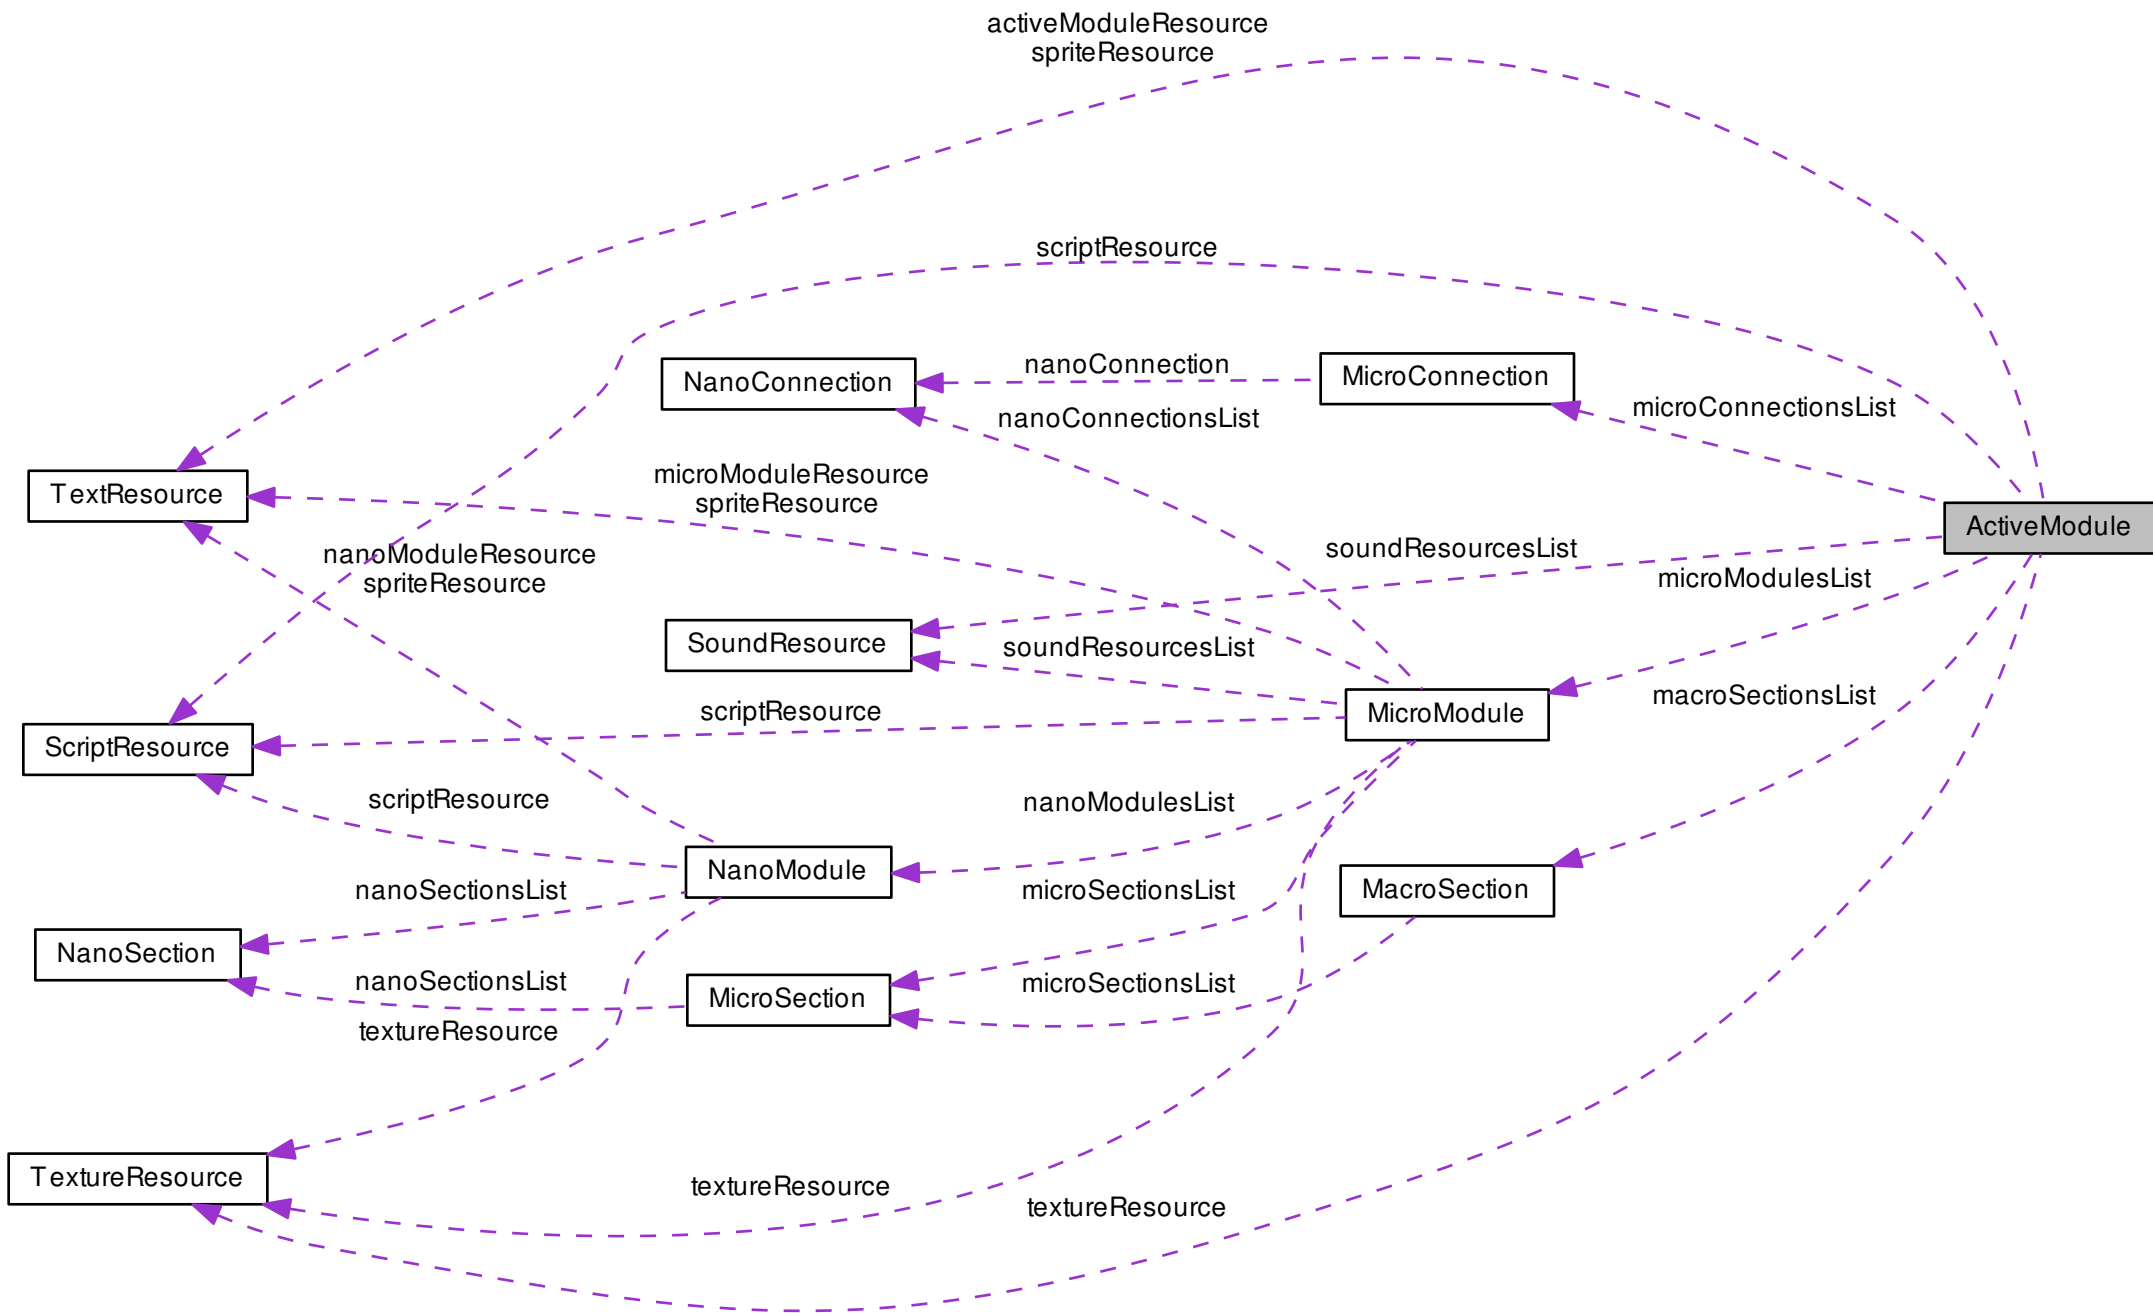 activeModuleResource
spriteResource
scriptResource
nanoConnection
NanoConnection
MicroConnection
microConnectionsList
nanoConnectionsList
microModuleResource
spriteResource
TextResource
ActiveModule
nanoModuleResource
spriteResource
soundResourcesList
microModulesList
SoundResource
soundResourcesList
macroSectionsList
scriptResource
MicroModule
ScriptResource
scriptResource
nanoModulesList
NanoModule
nanoSectionsList
microSectionsList
MacroSection
NanoSection
nanoSectionsList
microSectionsList
MicroSection
textureResource
TextureResource
textureResource
textureResource